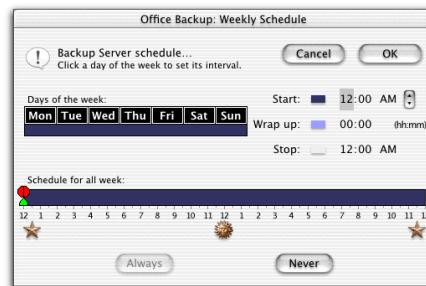 Office Backup: Weekly Schedule
Backup Server schedule...
Click a day of the week to set its interval.
Cancel
OK
Days of the week:
Mon Tue Wed Thu Fri Sat Sun
Start: 12:00 AM
Wrap up: 00:00 (hh:mm)
Stop: 12:00 AM
Schedule for all week:
12 1 2 3 4 5 6 7 8 9 10 11 12 1 2 3 4 5 6 7 8 9 10 11
Always
Never